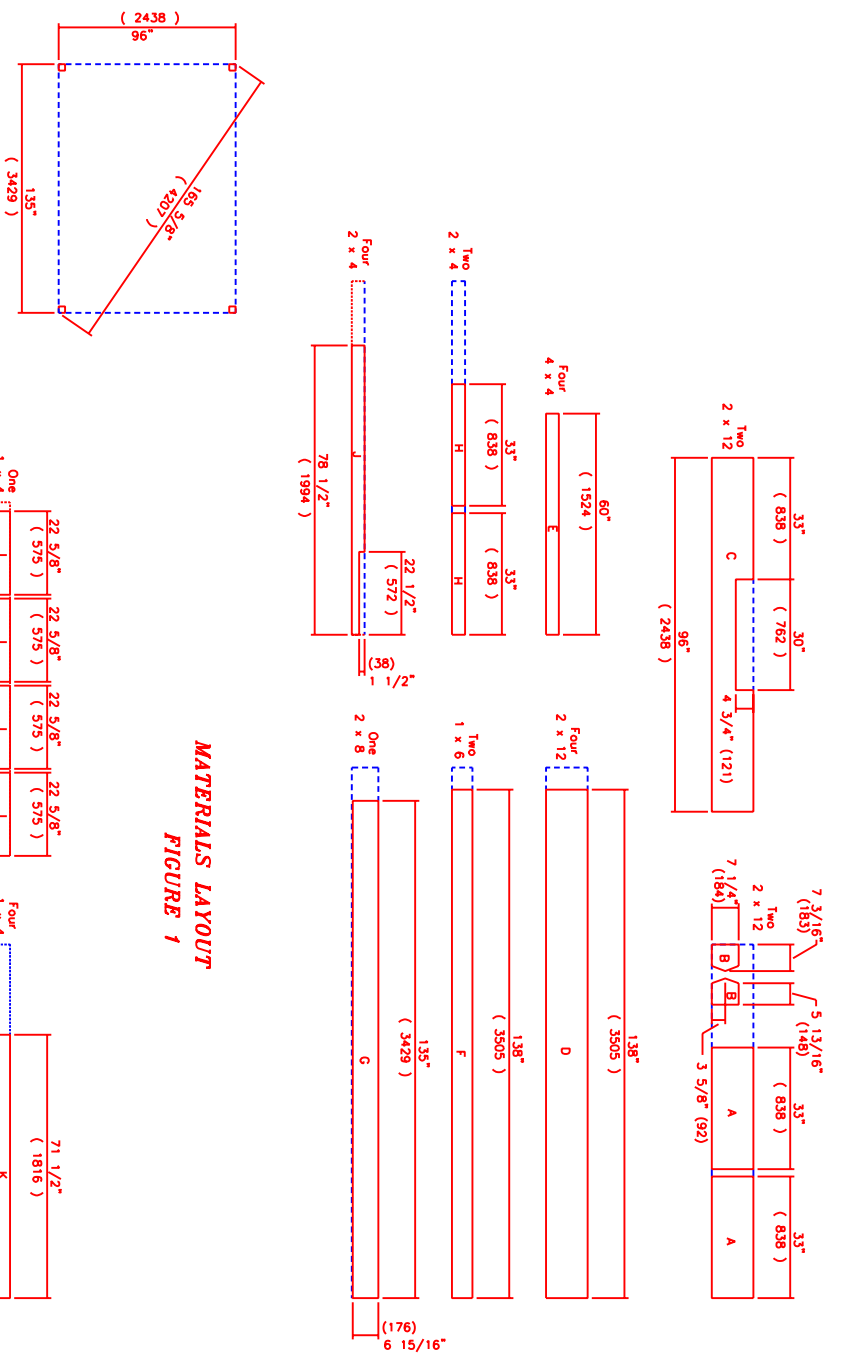 7 3/16"
(183)
5 13/16"
(148)
33"
( 838 )
33"
( 838 )
Two
2 x 12
7 1/4"
(184)
B
B
A
A
3 5/8" (92)
33"
( 838 )
30"
( 762 )
Two
2 x 12
C
4 3/4" (121)
96"
( 2438 )
60"
( 1524 )
Four
4 x 4
E
138"
( 3505 )
Four
2 x 12
D
33"
( 838 )
33"
( 838 )
Two
2 x 4
H
H
138"
( 3505 )
Two
1 x 6
F
Four
2 x 4
J
22 1/2"
( 572 )
(38)
1 1/2"
78 1/2"
( 1994 )
135"
( 3429 )
One
2 x 8
G
(176)
6 15/16"
MATERIALS LAYOUT
FIGURE 1
( 2438 )
96"
165 5/8"
( 4207 )
135"
( 3429 )
22 5/8"
( 575 )
22 5/8"
( 575 )
22 5/8"
( 575 )
22 5/8"
( 575 )
One
71 1/2"
( 1816 )
Four
K